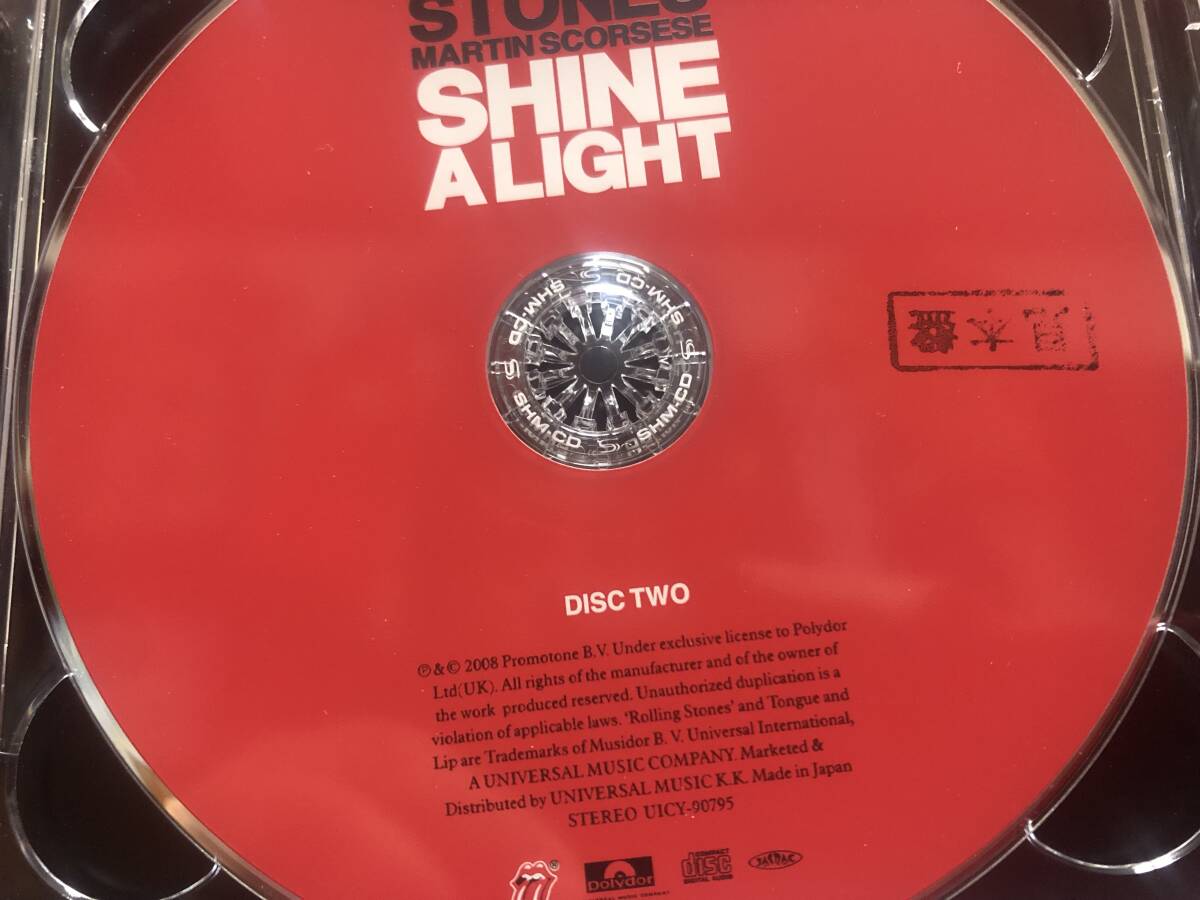 STONES
MARTIN SCORSESE
SHINE
A LIGHT
SHM-CD
SHM-CD
SHM-CD
SHM-CD
見本盤
DISC TWO
℗&© 2008 Promotone B.V. Under exclusive license to Polydor
Ltd(UK). All rights of the manufacturer and of the owner of
the work produced reserved. Unauthorized duplication is a
violation of applicable laws. 'Rolling Stones' and Tongue and
Lip are Trademarks of Musidor B. V. Universal International,
A UNIVERSAL MUSIC COMPANY. Marketed &
Distributed by UNIVERSAL MUSIC K.K. Made in Japan
STEREO UICY-90795
®
Polydor
COMPACT
disc
DIGITAL AUDIO
JASRAC